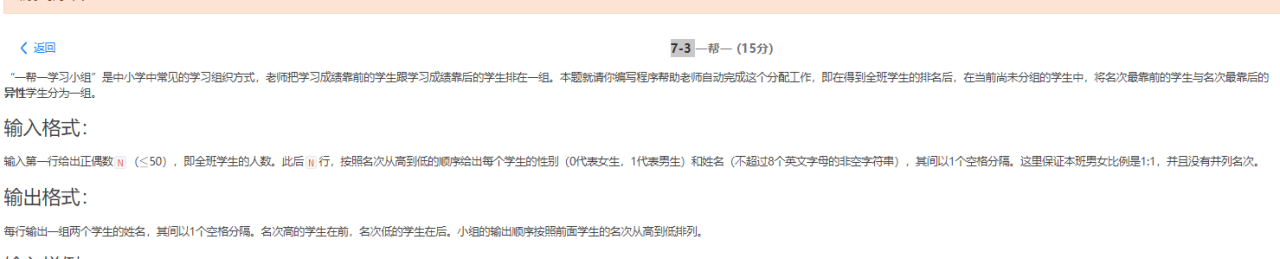 返回
7-3 一帮一 (15分)
“一帮一学习小组”是中小学中常见的学习组织方式，老师把学习成绩靠前的学生跟学习成绩靠后的学生排在一组。本题就请你编写程序帮助老师自动完成这个分配工作，即在得到全班学生的排名后，在当前尚未分组的学生中，将名次最靠前的学生与名次最靠后的
异性学生分为一组。
输入格式：
输入第一行给出正偶数 N （≤50），即全班学生的人数。此后 N 行，按照名次从高到低的顺序给出每个学生的性别（0代表女生，1代表男生）和姓名（不超过8个英文字母的非空字符串），其间以1个空格分隔。这里保证本班男女比例是1:1，并且没有并列名次。
输出格式：
每行输出一组两个学生的姓名，其间以1个空格分隔。名次高的学生在前，名次低的学生在后。小组的输出顺序按照前面学生的名次从高到低排列。